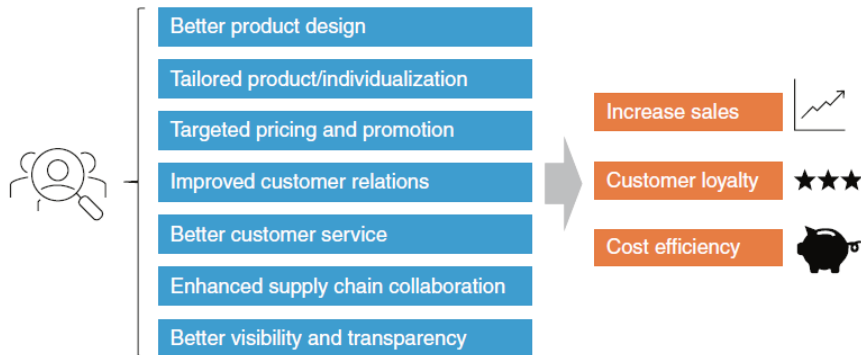 Better product design
Tailored product/individualization
Targeted pricing and promotion
Improved customer relations
Better customer service
Enhanced supply chain collaboration
Better visibility and transparency
Increase sales
Customer loyalty
Cost efficiency